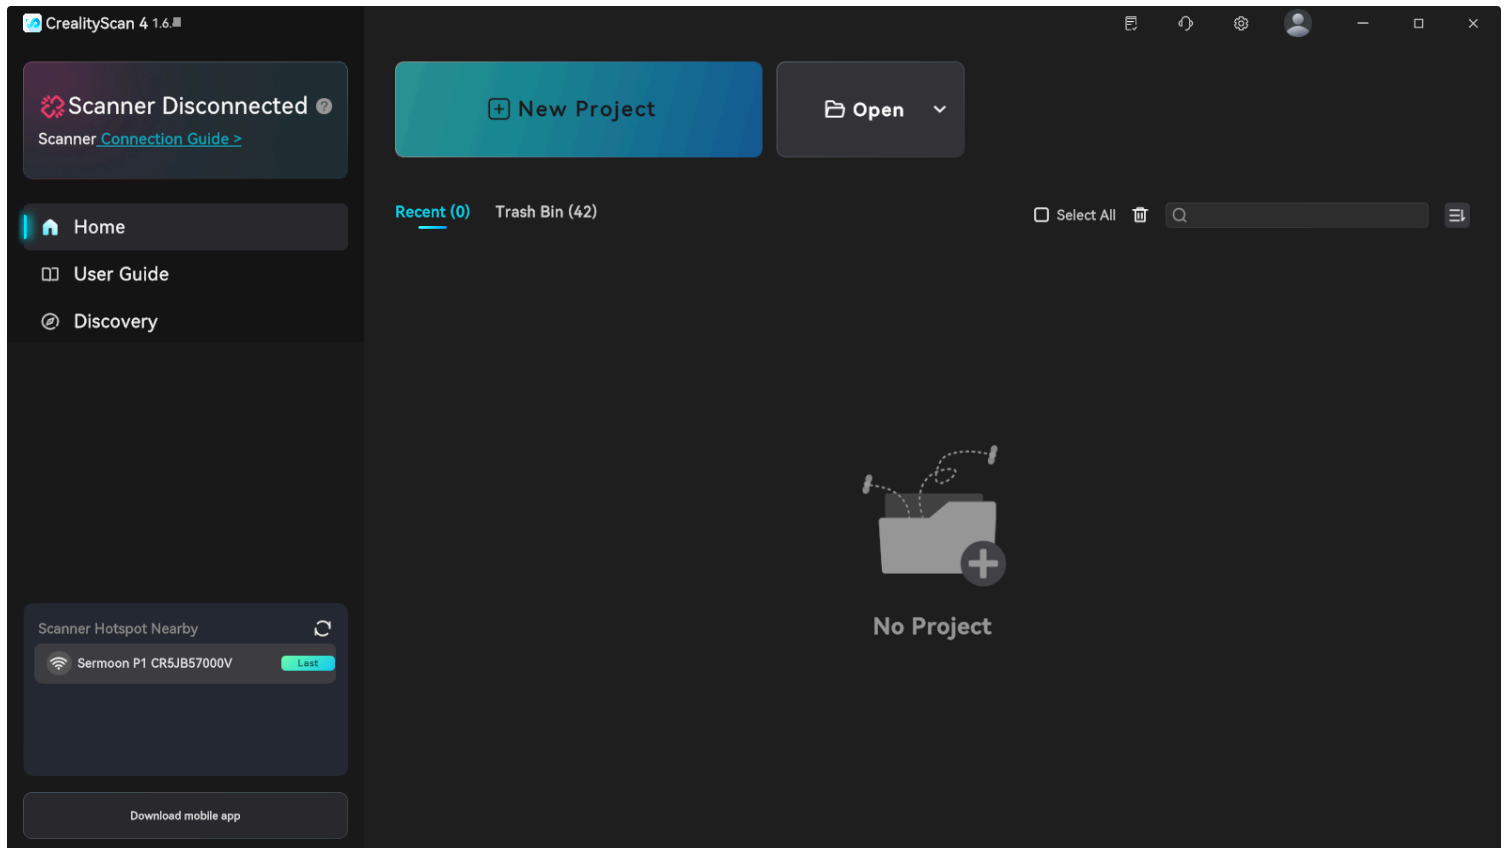 CrealityScan 4 1.6.
Scanner Disconnected ?
Scanner Connection Guide >
New Project
Open
Home
User Guide
Discovery
Recent (0) Trash Bin (42)
Select All
No Project
Scanner Hotspot Nearby
Sermoon P1 CR5JB57000V Last
Download mobile app